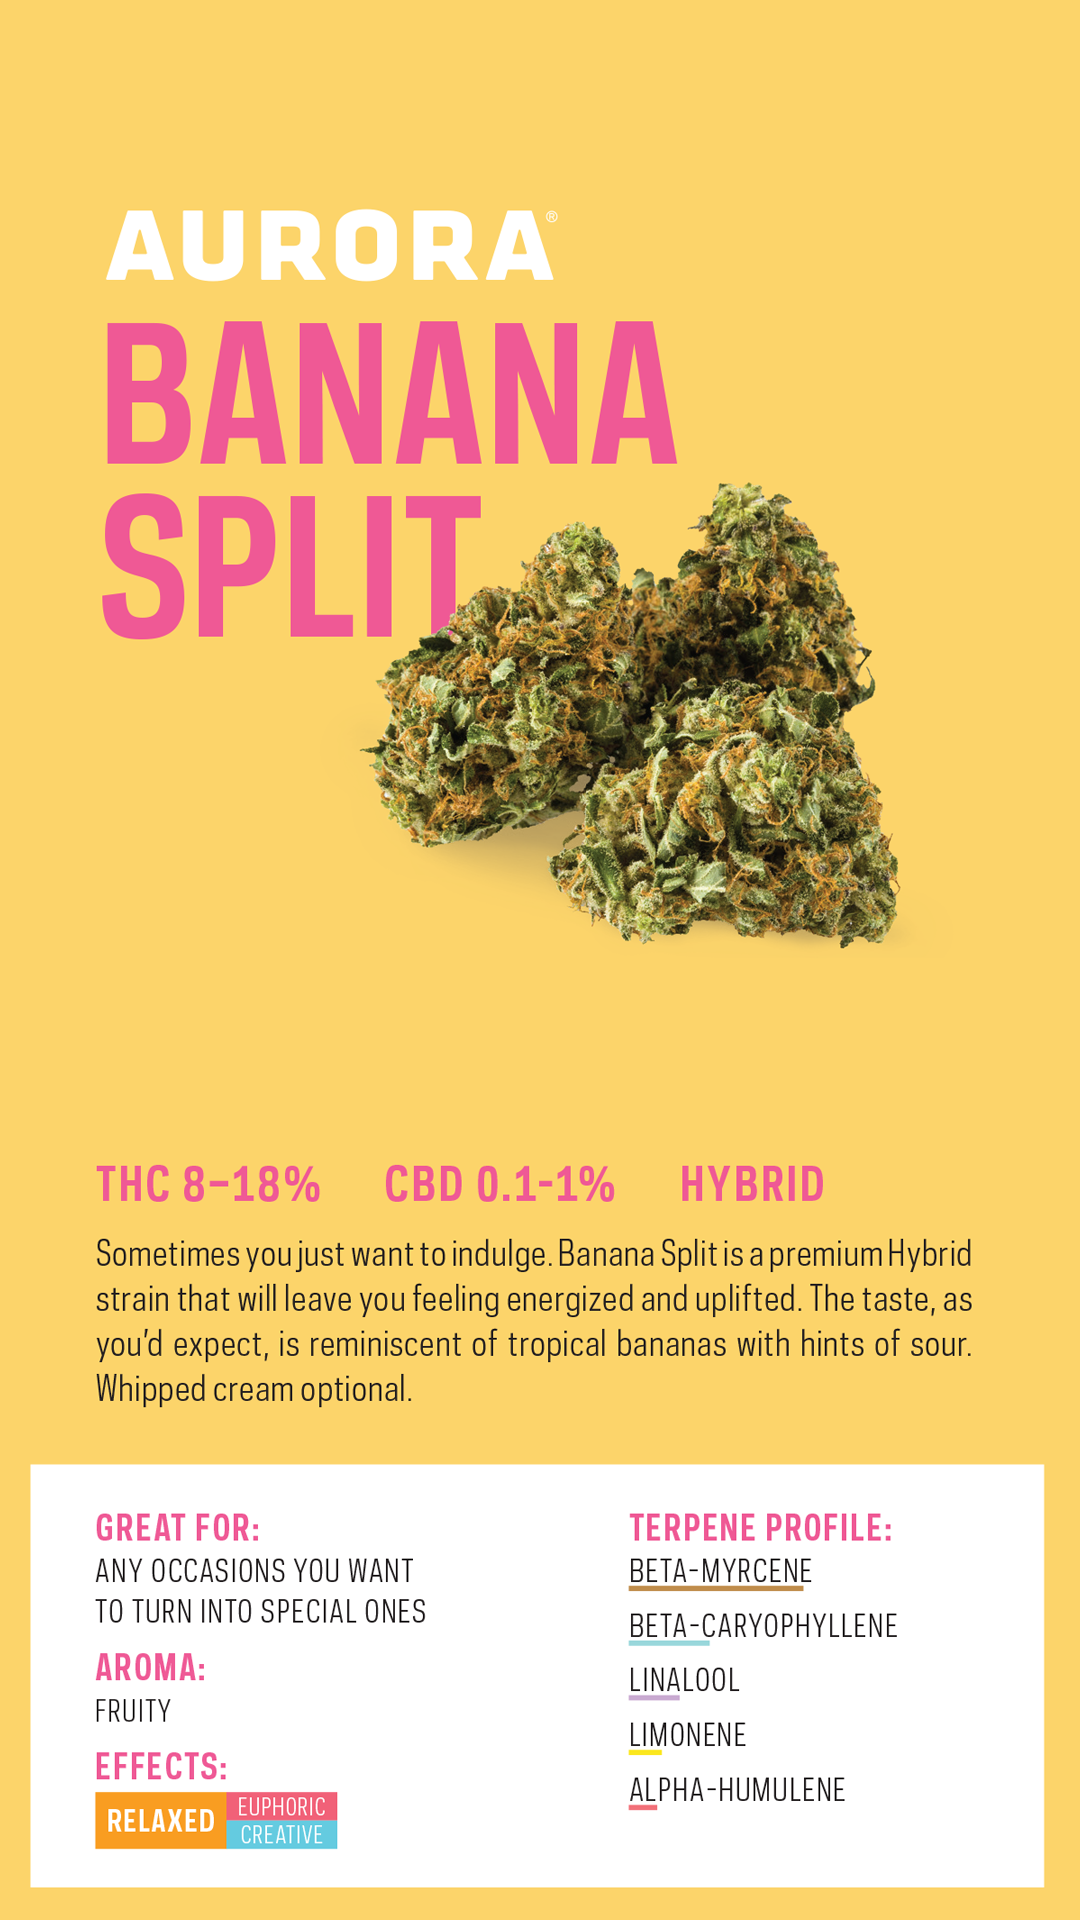 AURORA®
BANANA
SPLIT
THC 8–18% CBD 0.1-1% HYBRID
Sometimes you just want to indulge. Banana Split is a premium Hybrid
strain that will leave you feeling energized and uplifted. The taste, as
you’d expect, is reminiscent of tropical bananas with hints of sour.
Whipped cream optional.
GREAT FOR:
ANY OCCASIONS YOU WANT
TO TURN INTO SPECIAL ONES
AROMA:
FRUITY
EFFECTS:
RELAXED
EUPHORIC
CREATIVE
TERPENE PROFILE:
BETA-MYRCENE
BETA-CARYOPHYLLENE
LINALOOL
LIMONENE
ALPHA-HUMULENE